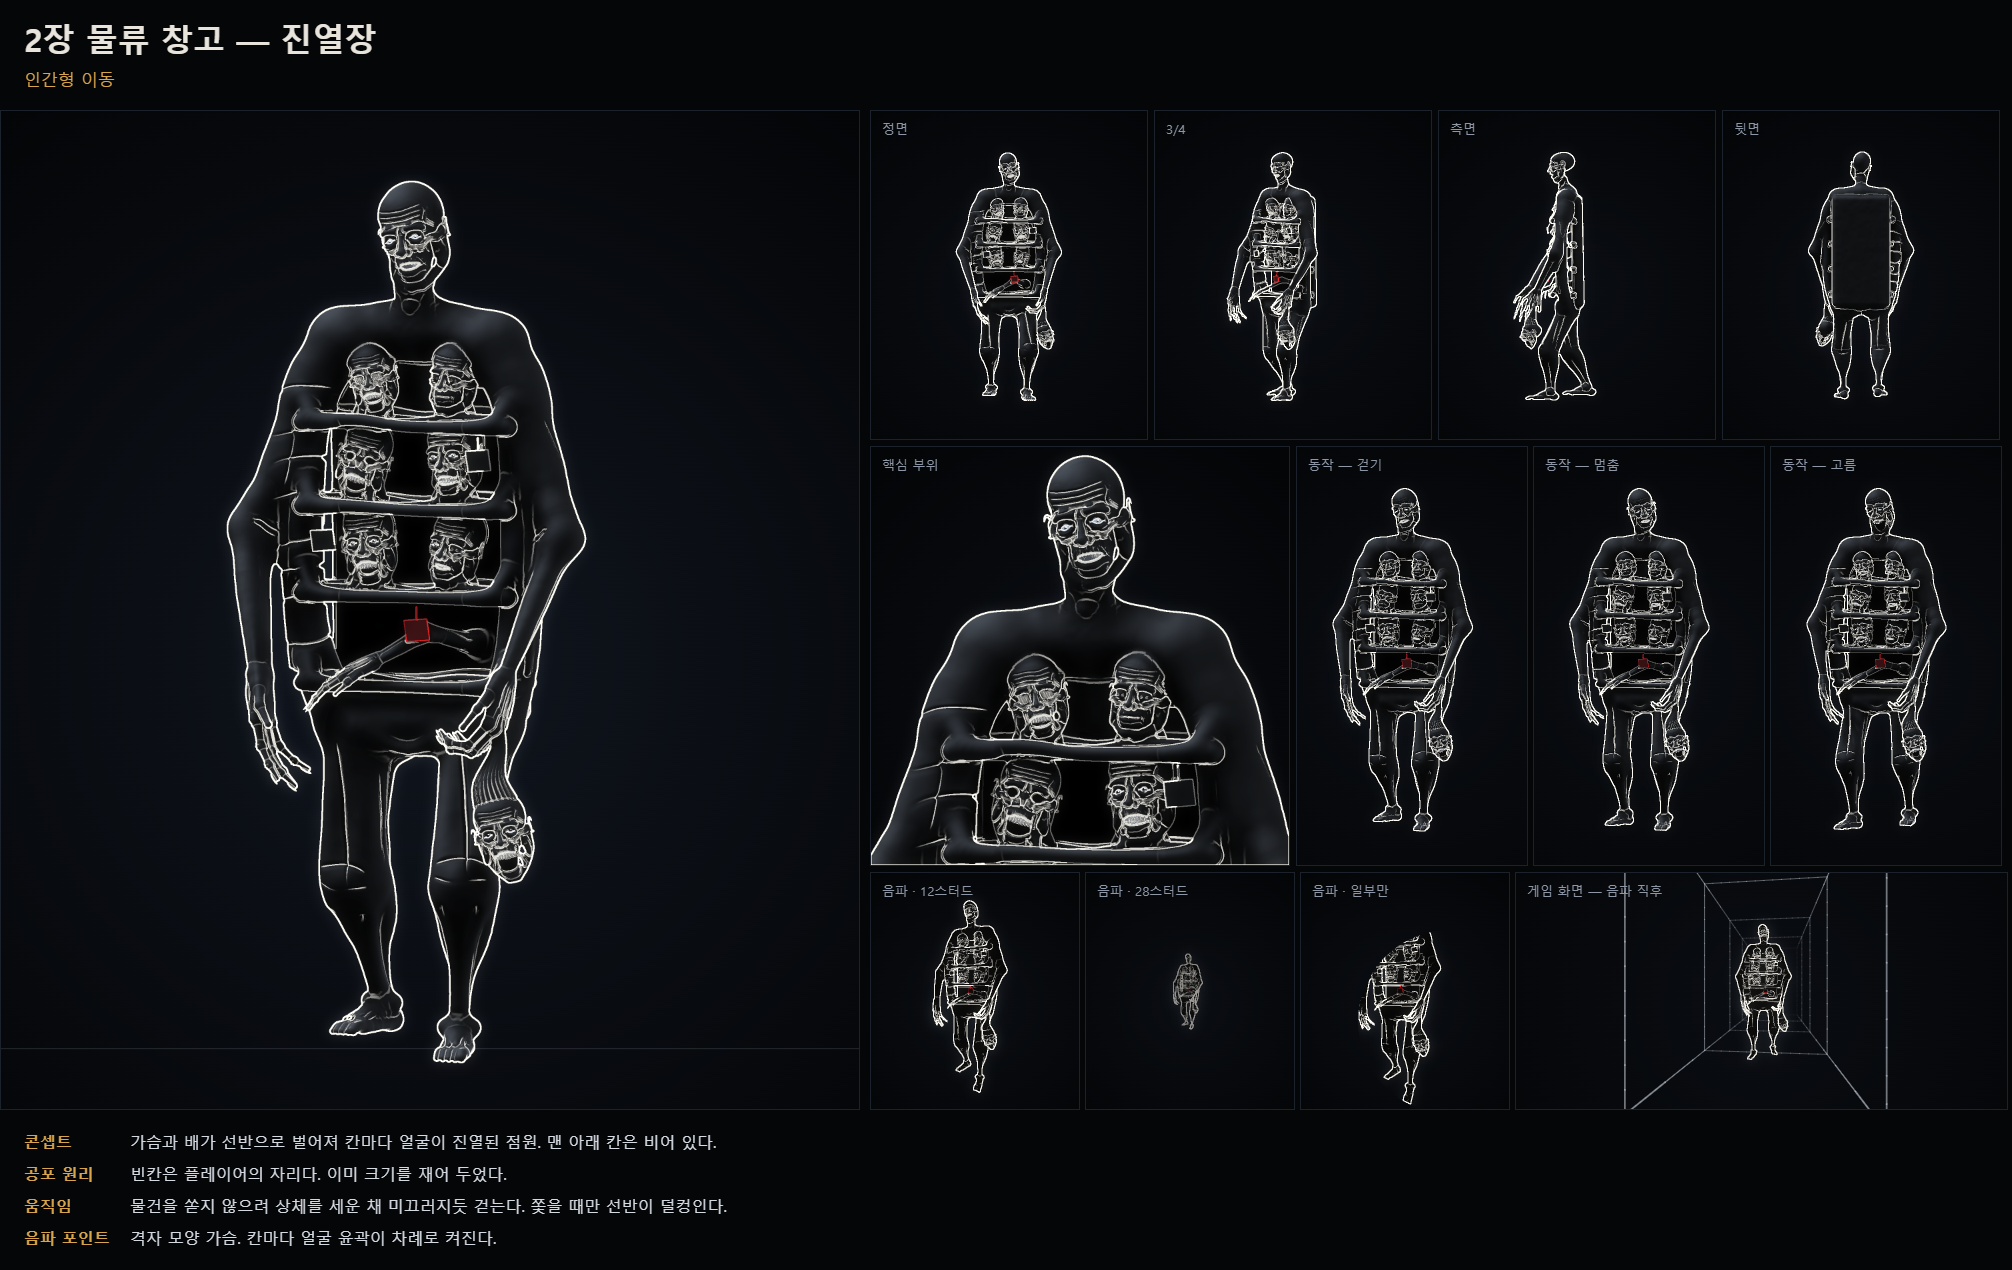 2장 물류 창고 — 진열장
인간형 이동
정면
3/4
측면
뒷면
핵심 부위
동작 — 걷기
동작 — 멈춤
동작 — 고름
음파 · 12스터드
음파 · 28스터드
음파 · 일부만
게임 화면 — 음파 직후
콘셉트 가슴과 배가 선반으로 벌어져 칸마다 얼굴이 진열된 점원. 맨 아래 칸은 비어 있다.
공포 원리 빈칸은 플레이어의 자리다. 이미 크기를 재어 두었다.
움직임 물건을 쏟지 않으려 상체를 세운 채 미끄러지듯 걷는다. 쫓을 때만 선반이 덜컹인다.
음파 포인트 격자 모양 가슴. 칸마다 얼굴 윤곽이 차례로 켜진다.